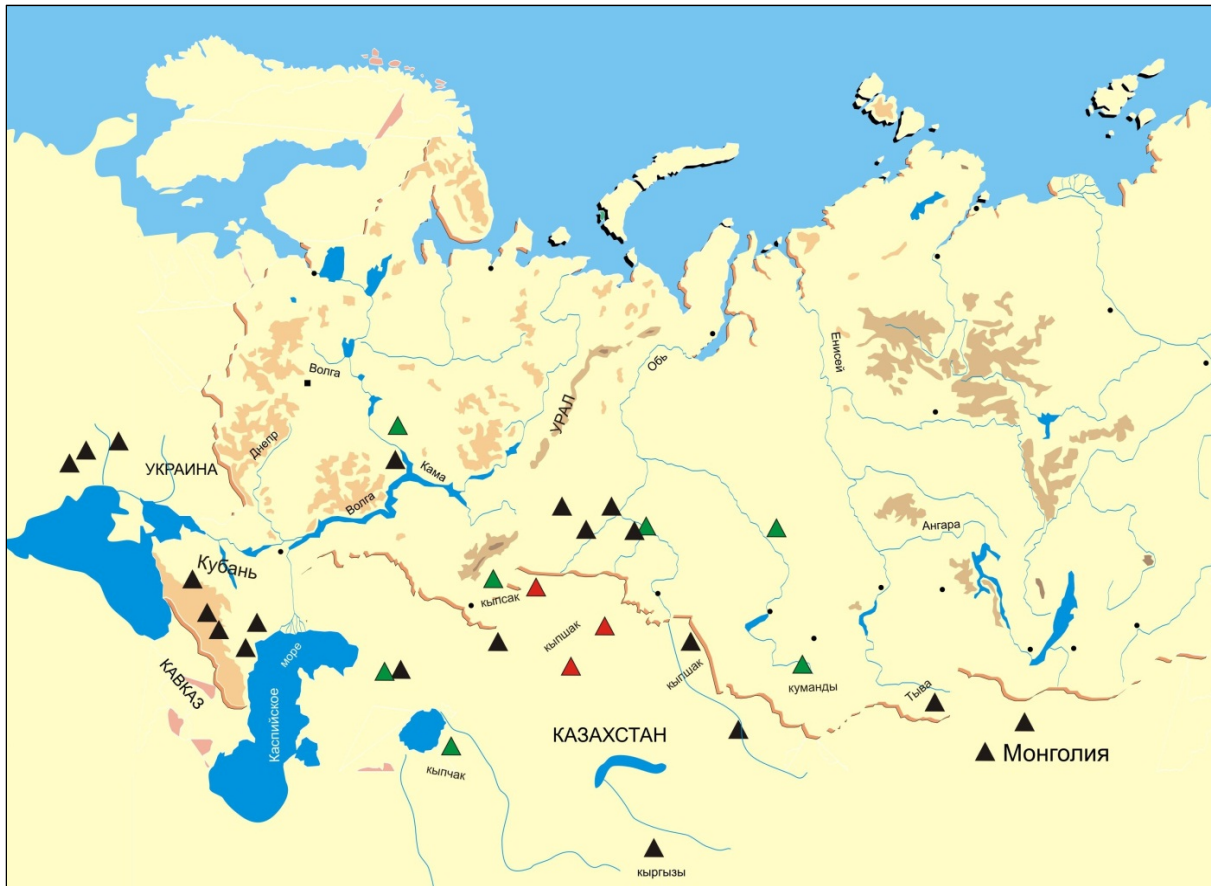 Обь
Енисей
Волга
УРАЛ
Днепр
УКРАИНА
Кама
Волга
Ангара
Кубань
кыпсак
кыпшак
море
кыпшак
КАВКАЗ
куманды
Тыва
Каспийское
КАЗАХСТАН
Монголия
кыпчак
кыргызы